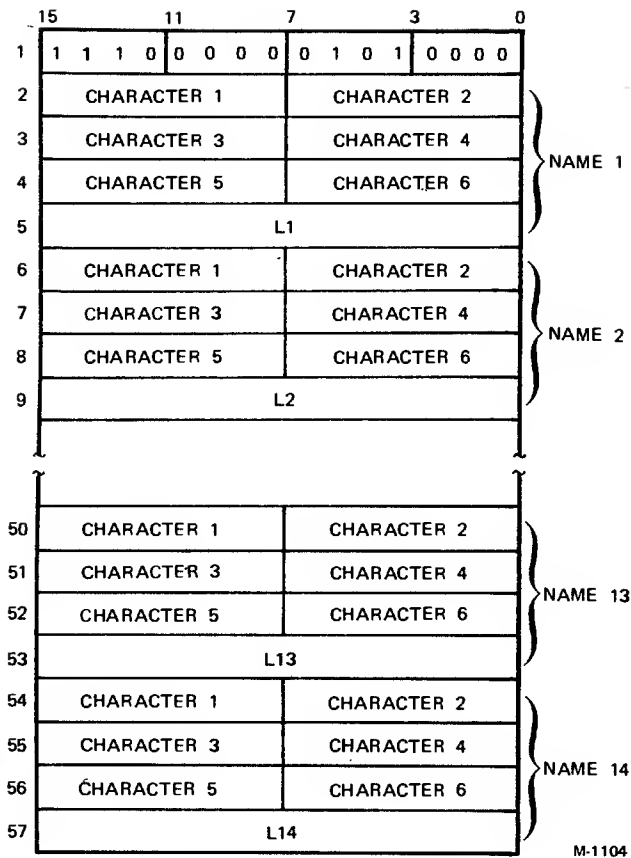 15 11 7 3 0
1 1 1 1 0 0 0 0 0 0 1 0 1 0 0 0 0
2 CHARACTER 1 CHARACTER 2
3 CHARACTER 3 CHARACTER 4
NAME 1
4 CHARACTER 5 CHARACTER 6
5 L1
6 CHARACTER 1 CHARACTER 2
7 CHARACTER 3 CHARACTER 4
NAME 2
8 CHARACTER 5 CHARACTER 6
9 L2
50 CHARACTER 1 CHARACTER 2
51 CHARACTER 3 CHARACTER 4
NAME 13
52 CHARACTER 5 CHARACTER 6
53 L13
54 CHARACTER 1 CHARACTER 2
55 CHARACTER 3 CHARACTER 4
NAME 14
56 CHARACTER 5 CHARACTER 6
57 L14
M-1104